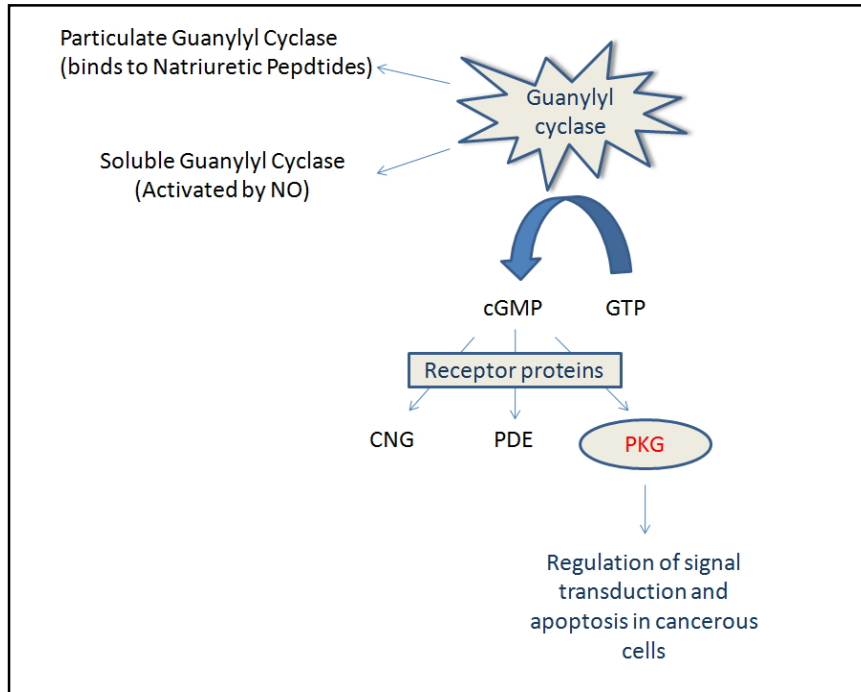 Particulate Guanylyl Cyclase
(binds to Natriuretic Pepdtides)
Guanylyl
cyclase
Soluble Guanylyl Cyclase
(Activated by NO)
cGMP
GTP
Receptor proteins
CNG
PDE
PKG
Regulation of signal
transduction and
apoptosis in cancerous
cells